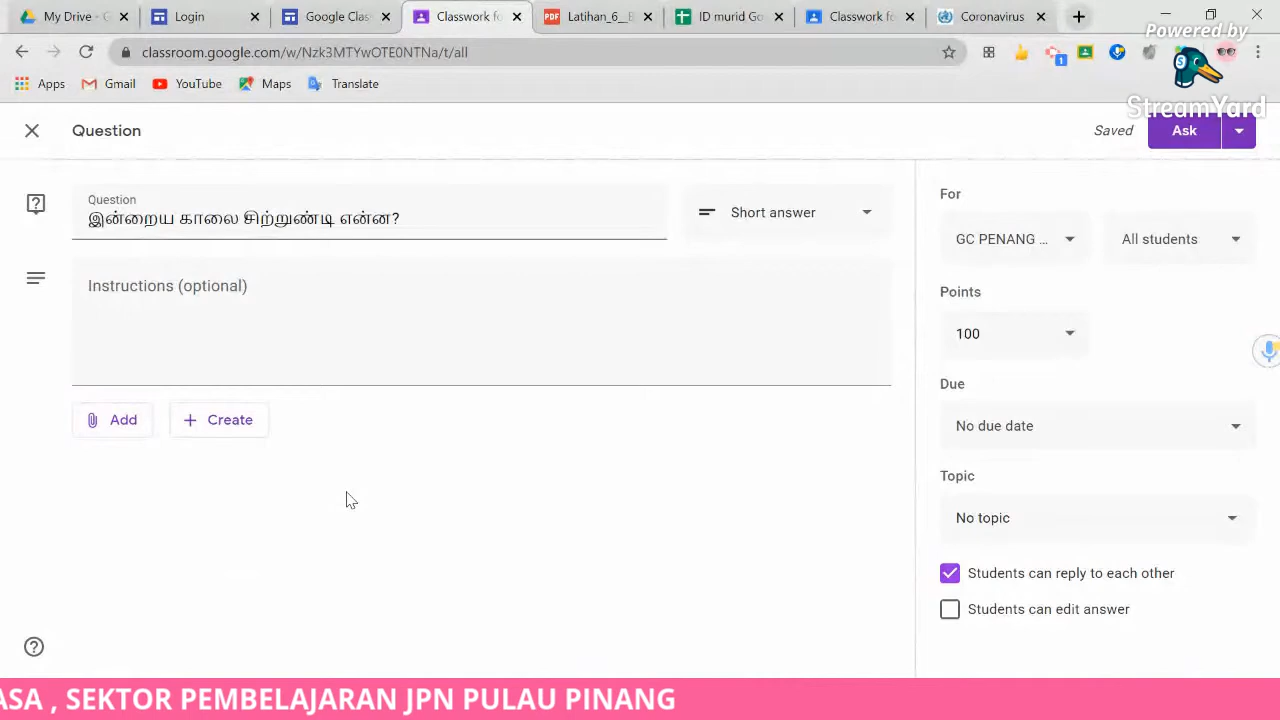 My Drive - G
Login
Google Clas
Classwork fo
Latihan_6__B
ID murid Go
Classwork fo
Coronavirus
Powered by
classroom.google.com/w/Nzk3MTYwOTE0NTNa/t/all
1
Apps
Gmail
YouTube
Maps
Translate
StreamYard
Question
Saved
Ask
Question
இன்றைய காலை சிற்றுண்டி என்ன?
Short answer
Instructions (optional)
Add
Create
For
GC PENANG ...
All students
Points
100
Due
No due date
Topic
No topic
Students can reply to each other
Students can edit answer
ASA , SEKTOR PEMBELAJARAN JPN PULAU PINANG